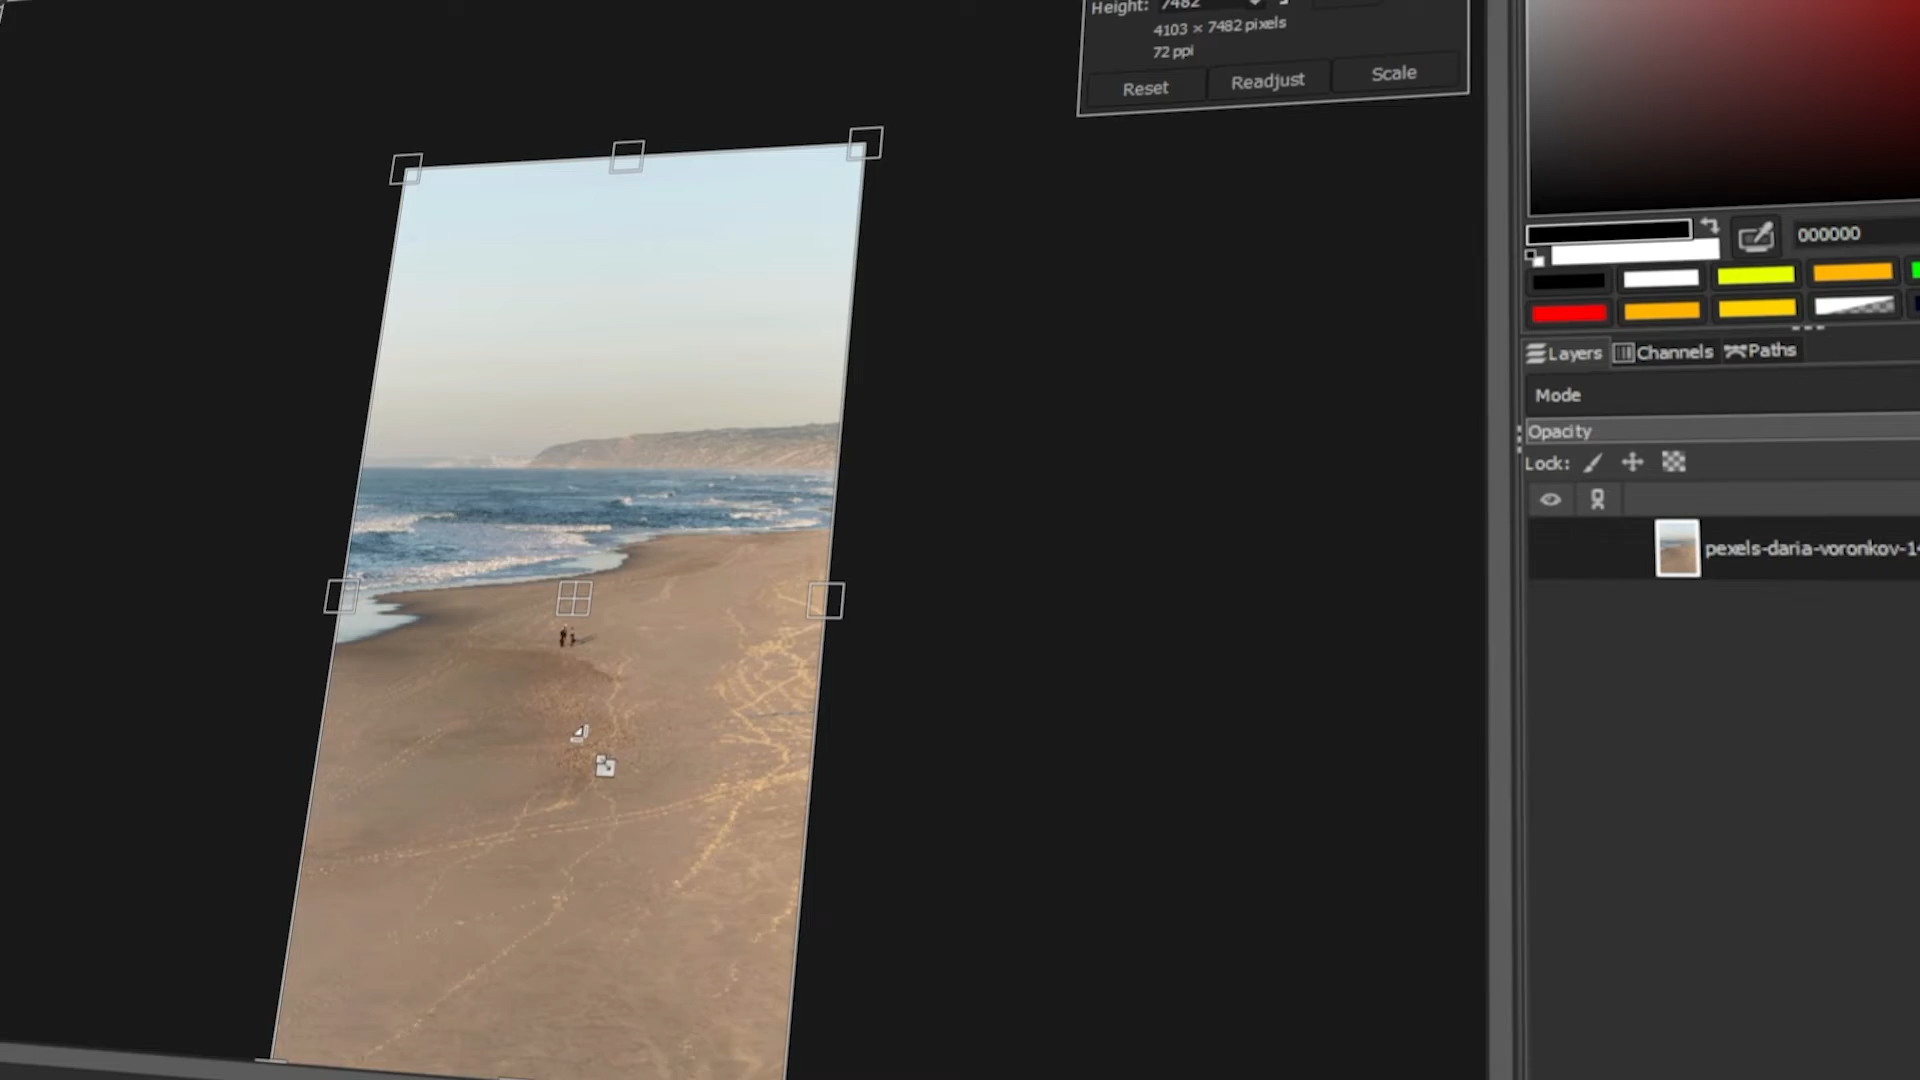 Height: 7482
4103 × 7482 pixels
72 ppi
Reset Readjust Scale
000000
Layers Channels Paths
Mode
Opacity
Lock:
pexels-daria-voronkov-1